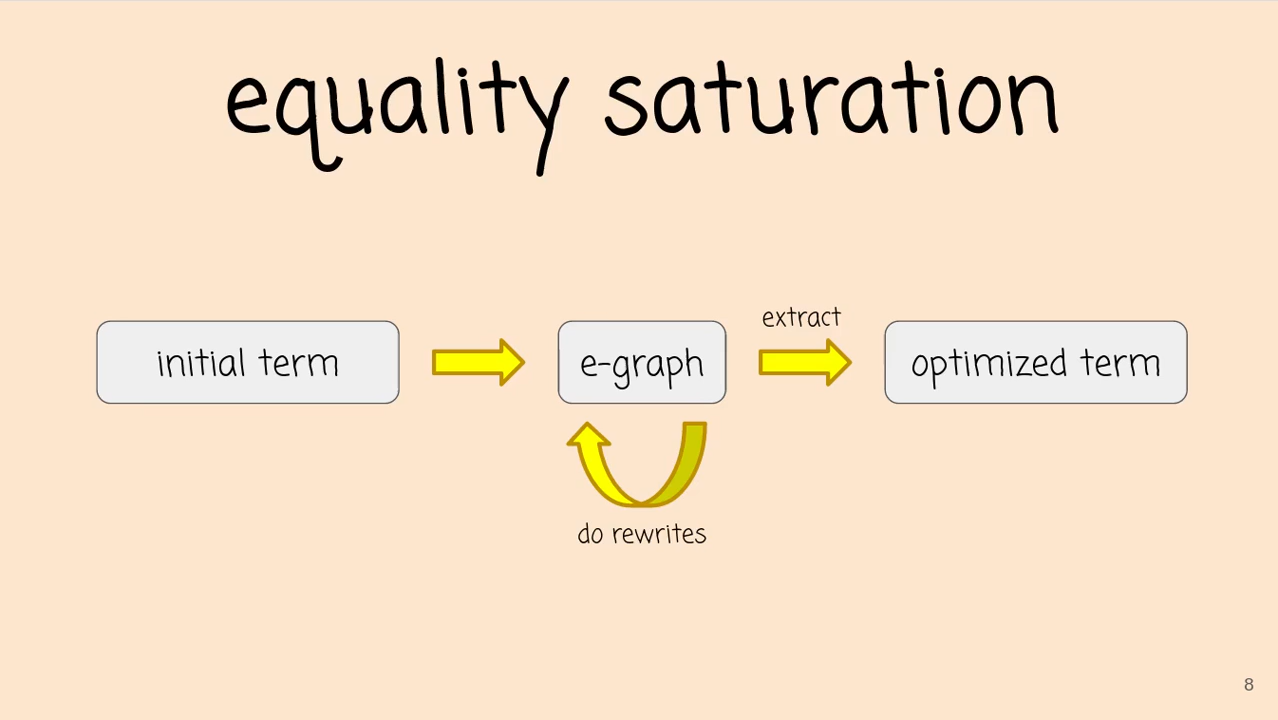 equality saturation
extract
initial term
e-graph
optimized term
do rewrites
8